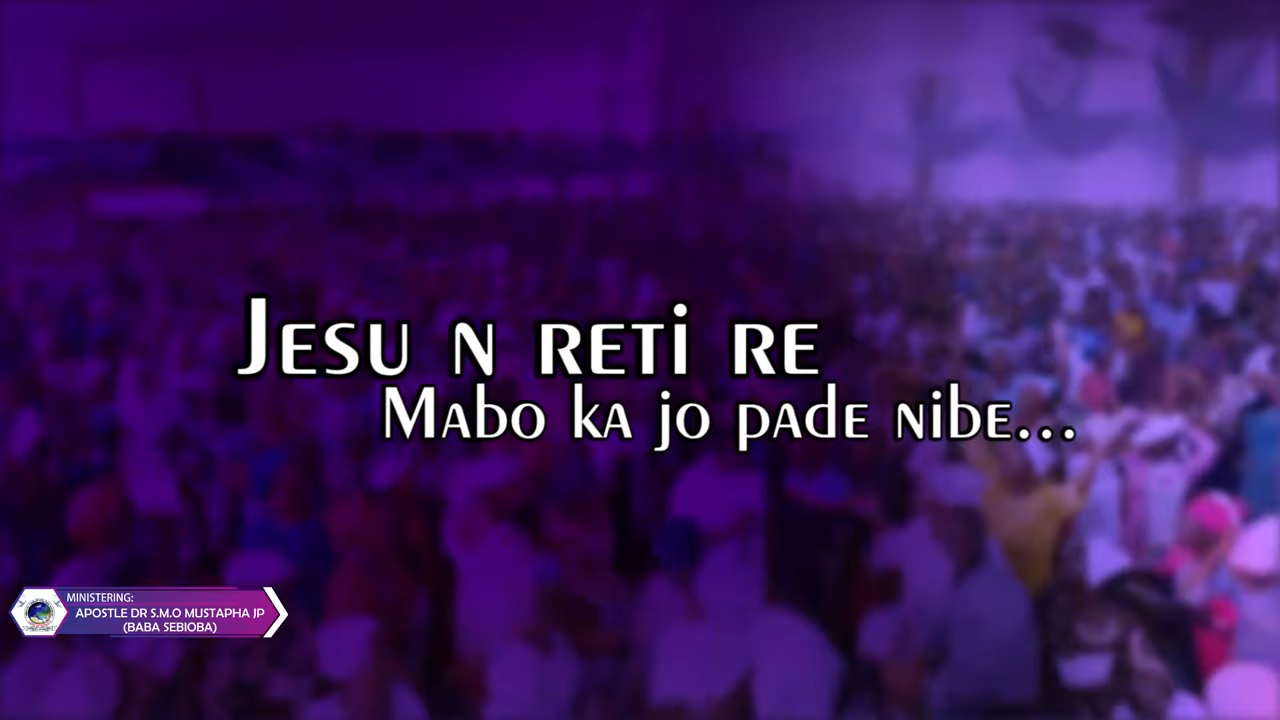 Jesu n reti re
Mabo ka jo pade nibe...
MINISTERING:
APOSTLE DR S.M.O MUSTAPHA JP
(BABA SEBIOBA)